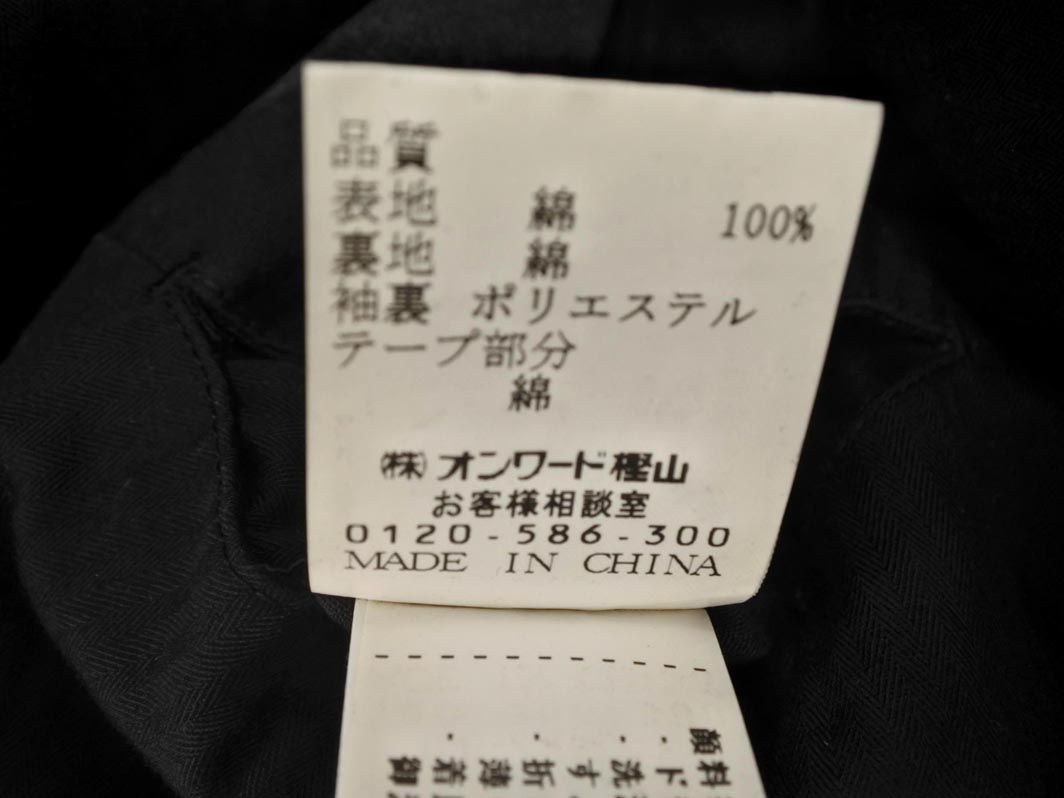 品質
表地 綿 100%
裏地 綿
袖裏 ポリエステル
テープ部分
綿
㈱オンワード樫山
お客様相談室
0120-586-300
MADE IN CHINA